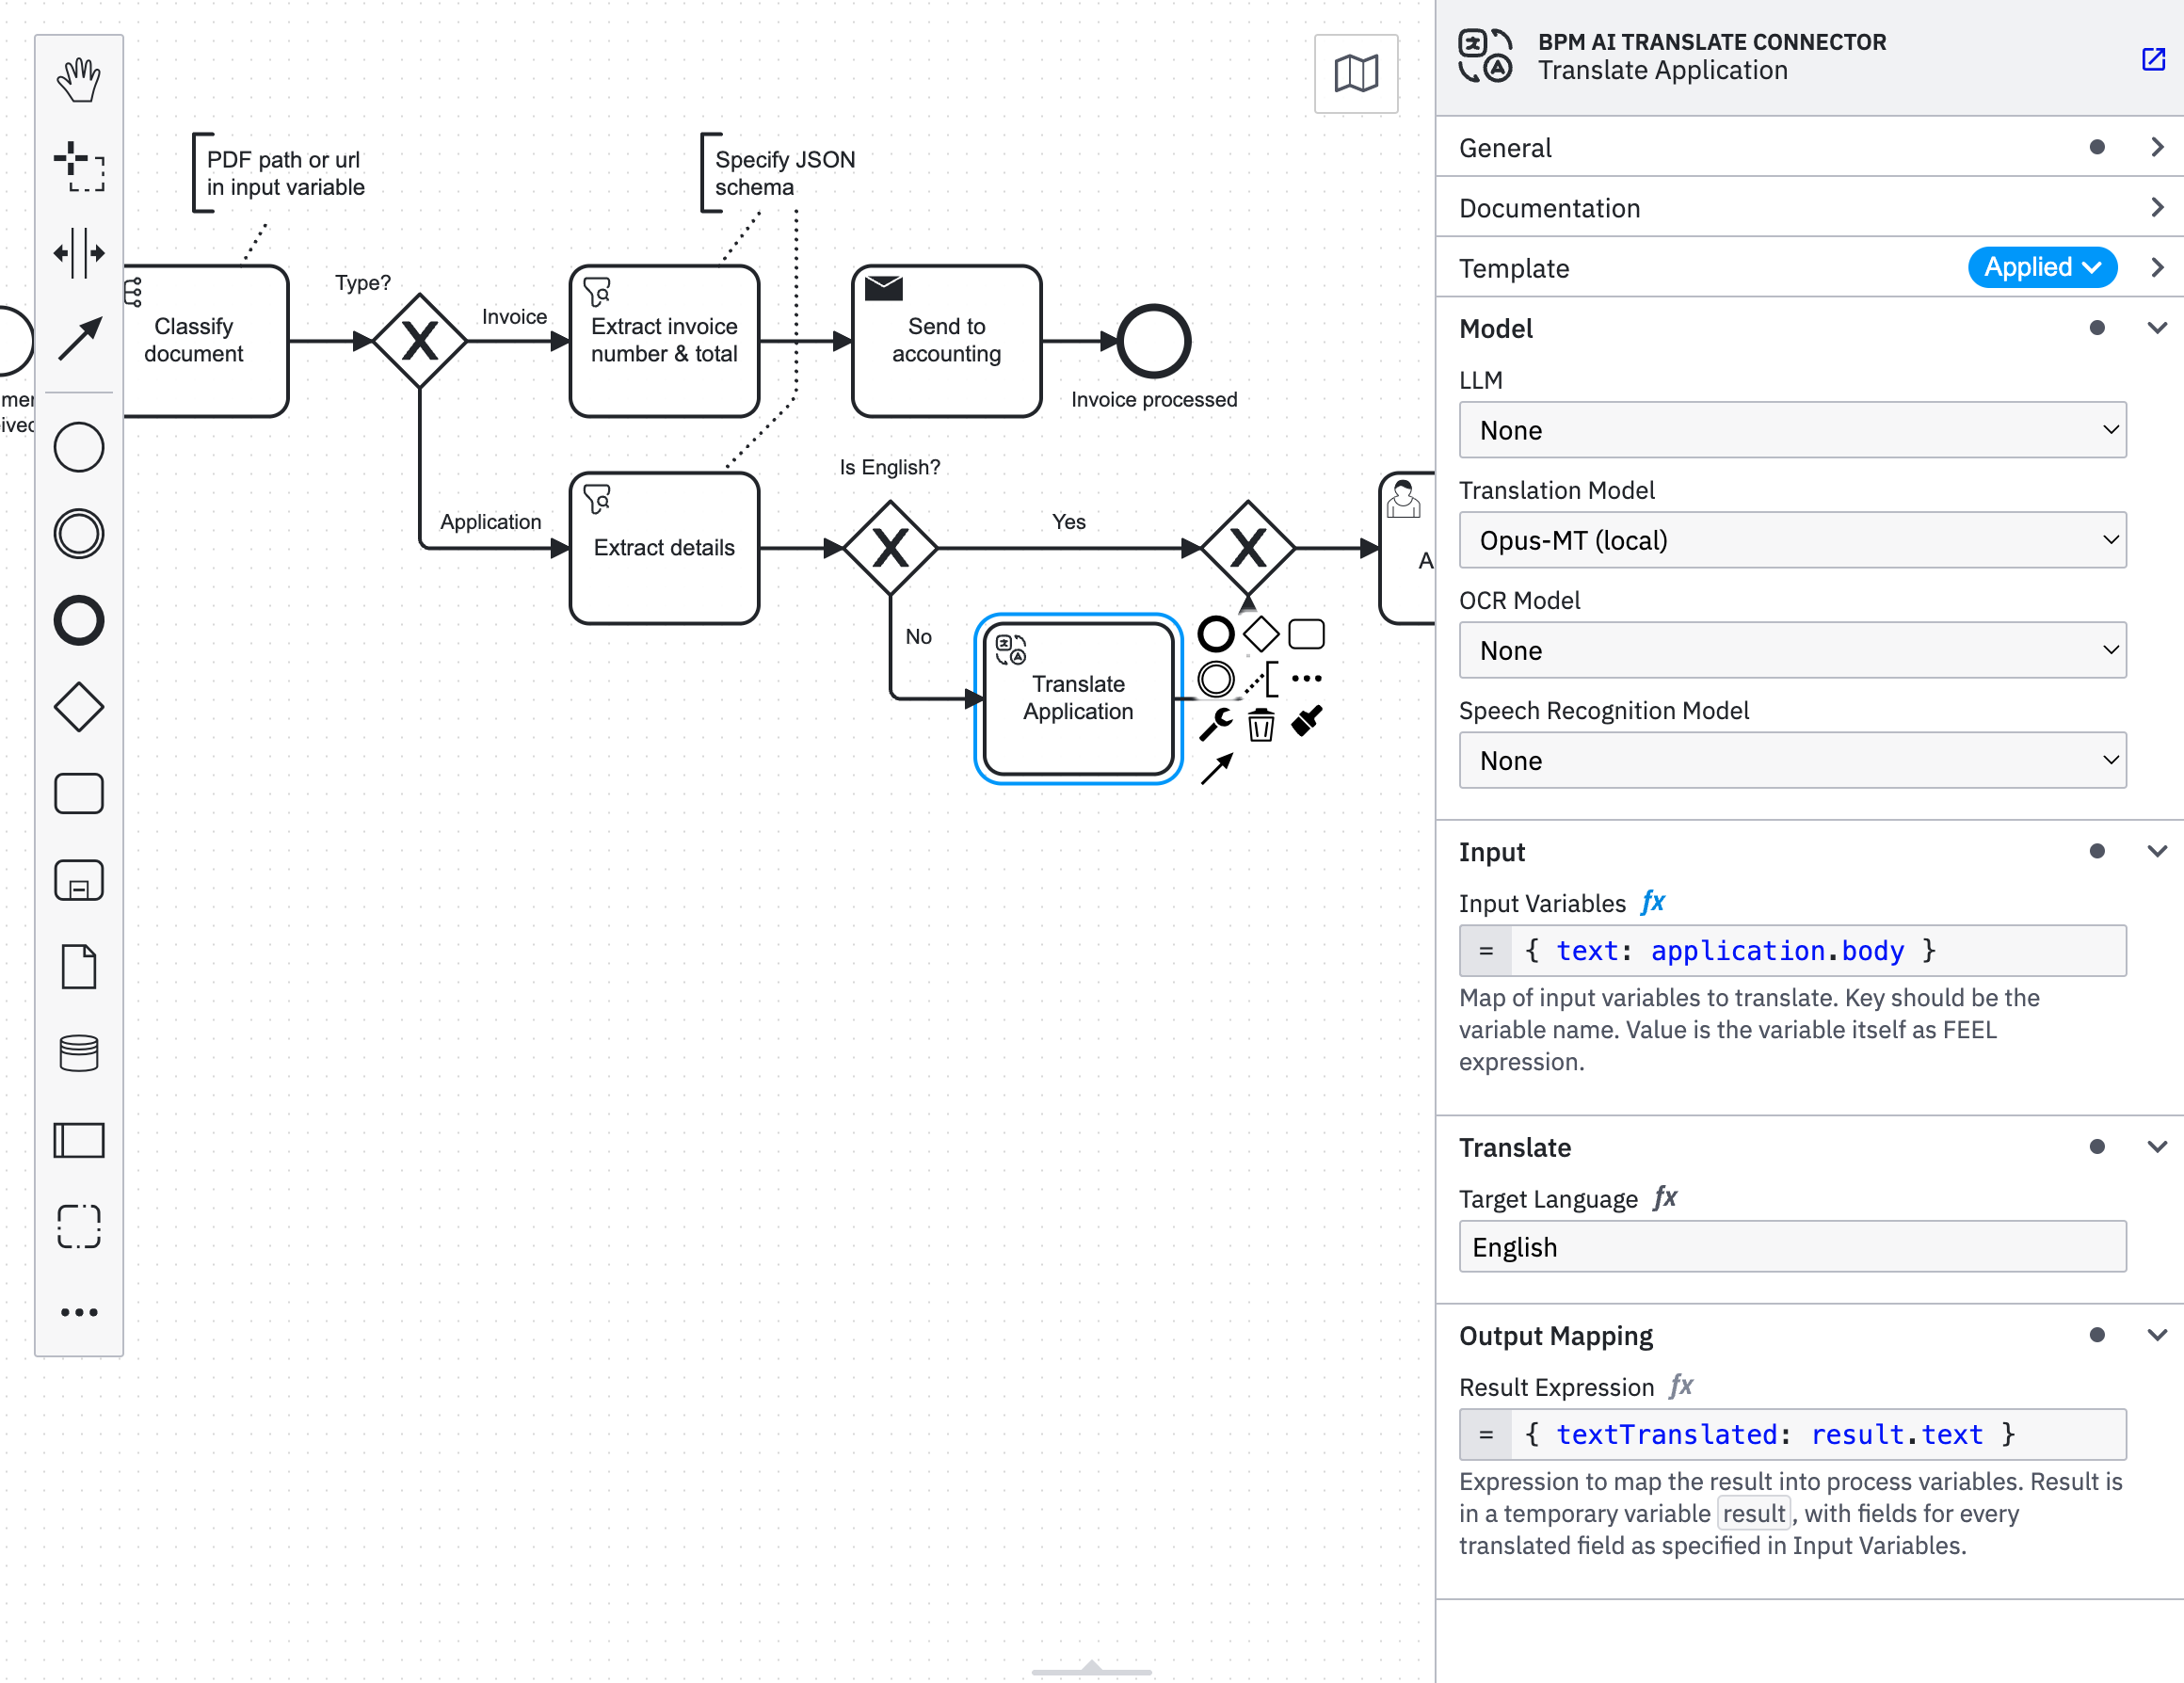 PDF path or url
in input variable
Specify JSON
schema
Classify
document
Type?
Invoice
Extract invoice
number & total
Send to
accounting
Invoice processed
Application
Extract details
Is English?
Yes
No
Translate
Application
A
BPM AI TRANSLATE CONNECTOR
Translate Application
General
Documentation
Template
Applied
Model
LLM
None
Translation Model
Opus-MT (local)
OCR Model
None
Speech Recognition Model
None
Input
Input Variables fx
= { text: application.body }
Map of input variables to translate. Key should be the
variable name. Value is the variable itself as FEEL
expression.
Translate
Target Language fx
English
Output Mapping
Result Expression fx
= { textTranslated: result.text }
Expression to map the result into process variables. Result is
in a temporary variable result, with fields for every
translated field as specified in Input Variables.